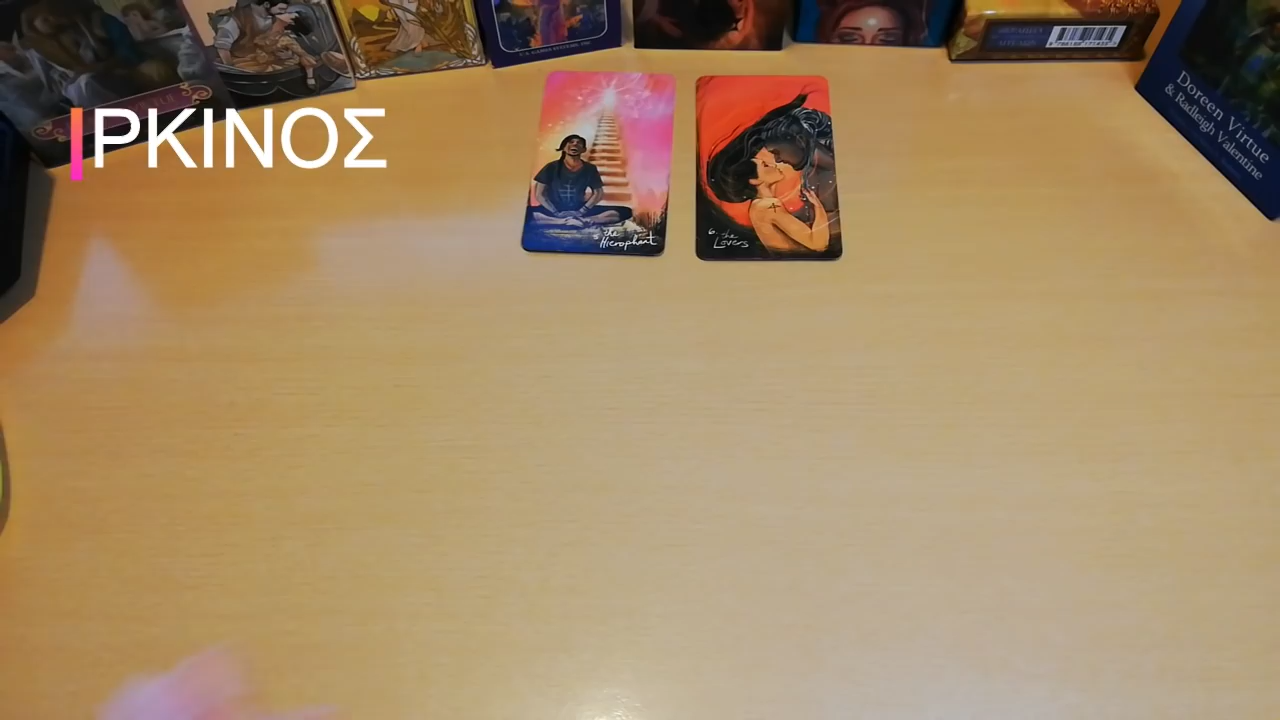 ΡΚΙΝΟΣ
5. the
Hierophant
6. the
Lovers
Doreen Virtue
& Radleigh Valentine